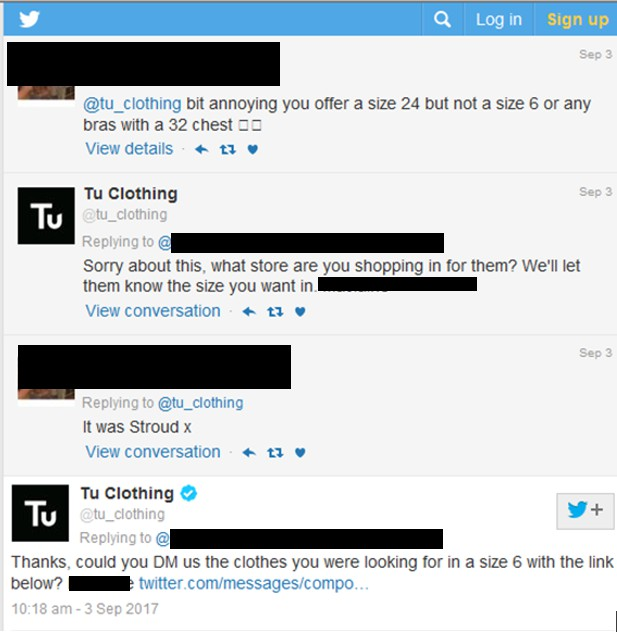 Log in
Sign up
Sep 3
@tu_clothing bit annoying you offer a size 24 but not a size 6 or any
bras with a 32 chest □□
View details
Tu
Tu Clothing
Sep 3
@tu_clothing
Replying to @
Sorry about this, what store are you shopping in for them? We'll let
them know the size you want in.
View conversation
Sep 3
Replying to @tu_clothing
It was Stroud x
View conversation
Tu
Tu Clothing
@tu_clothing
Replying to @
Thanks, could you DM us the clothes you were looking for in a size 6 with the link
below? twitter.com/messages/compo…
10:18 am - 3 Sep 2017